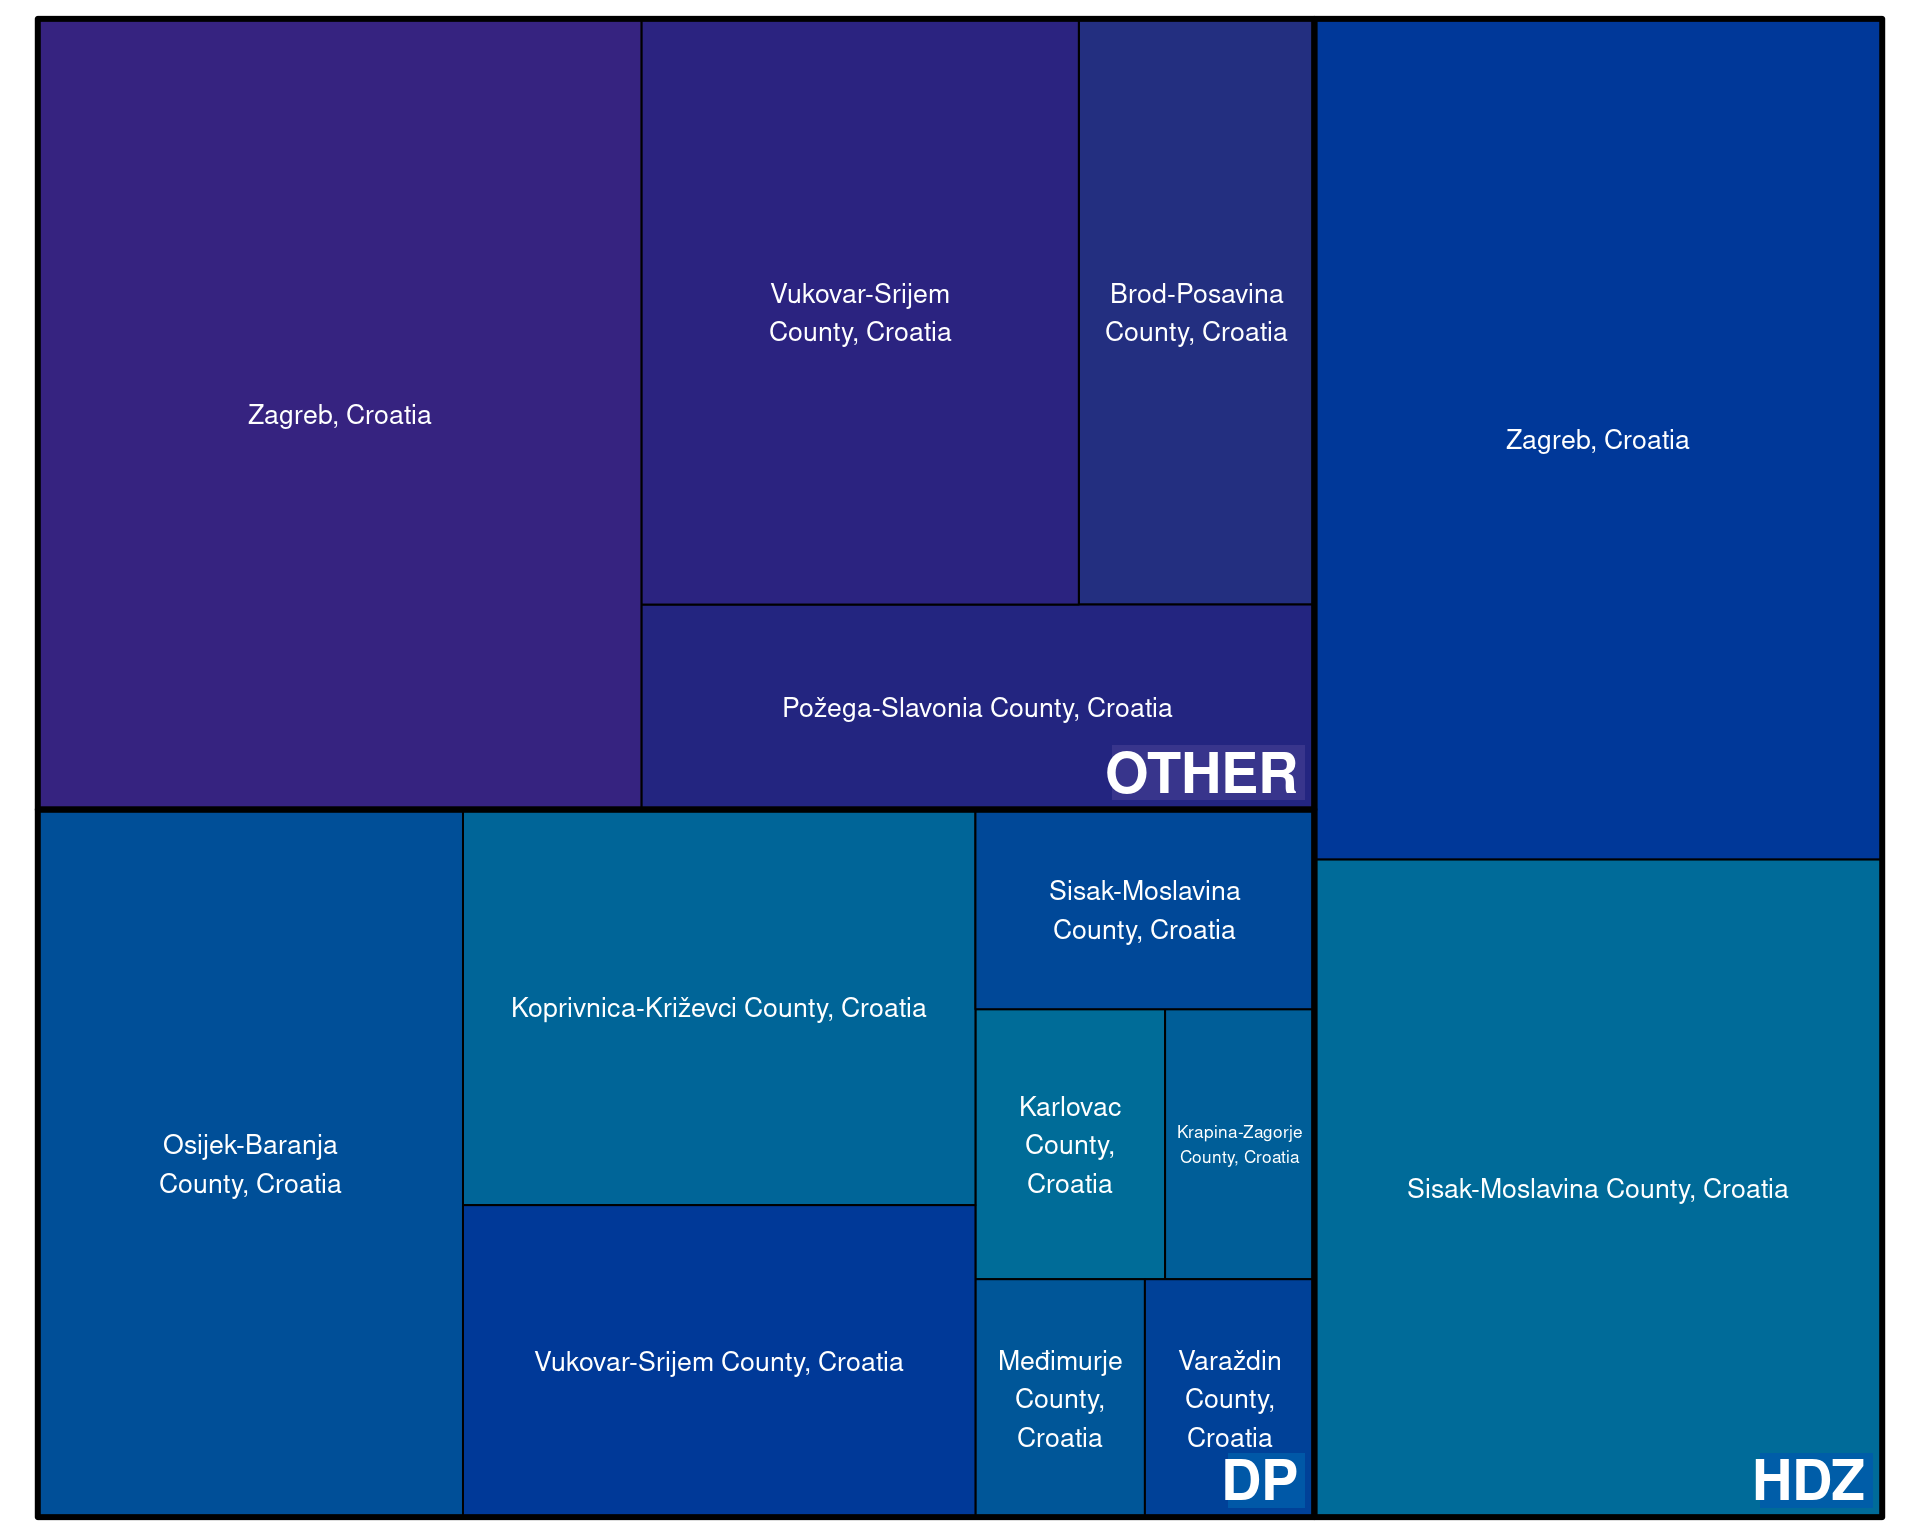 Zagreb, Croatia
Vukovar-Srijem
County, Croatia
Brod-Posavina
County, Croatia
Požega-Slavonia County, Croatia
OTHER
Zagreb, Croatia
Sisak-Moslavina County, Croatia
HDZ
Osijek-Baranja
County, Croatia
Koprivnica-Križevci County, Croatia
Vukovar-Srijem County, Croatia
Sisak-Moslavina
County, Croatia
Karlovac
County,
Croatia
Krapina-Zagorje
County, Croatia
Međimurje
County,
Croatia
Varaždin
County,
Croatia
DP